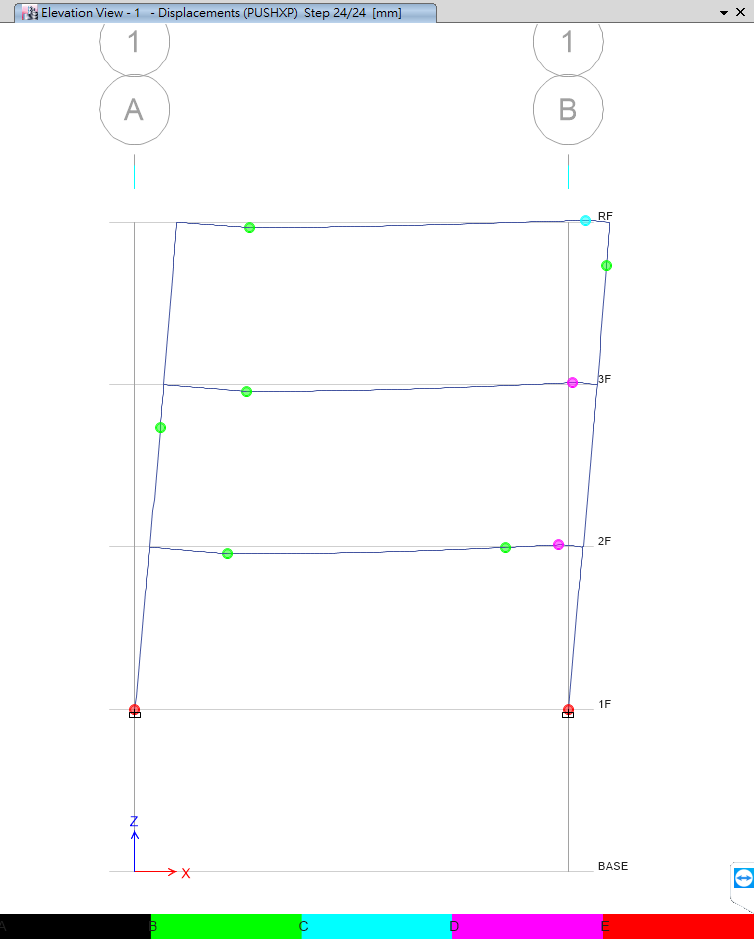 Elevation View - 1 - Displacements (PUSHXP) Step 24/24 [mm]
1 1
A B
RF
3F
2F
1F
Z
X
BASE
A B C D E